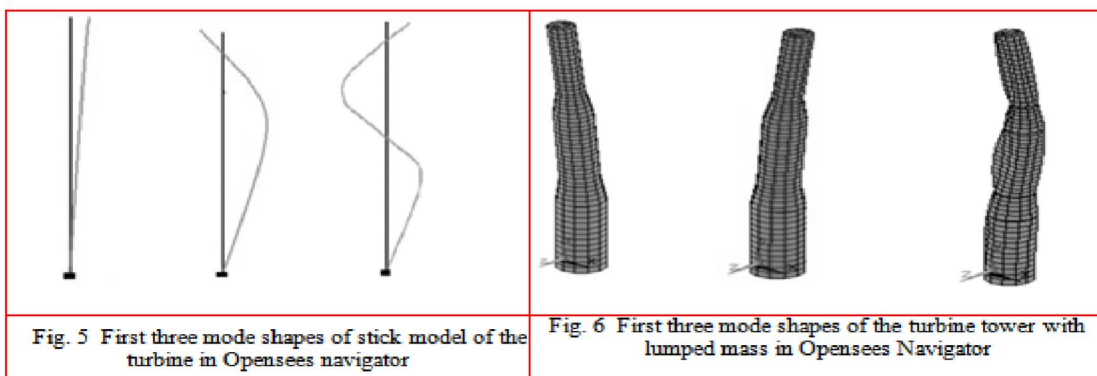 Fig. 5 First three mode shapes of stick model of the
turbine in Opensees navigator
Fig. 6 First three mode shapes of the turbine tower with
lumped mass in Opensees Navigator